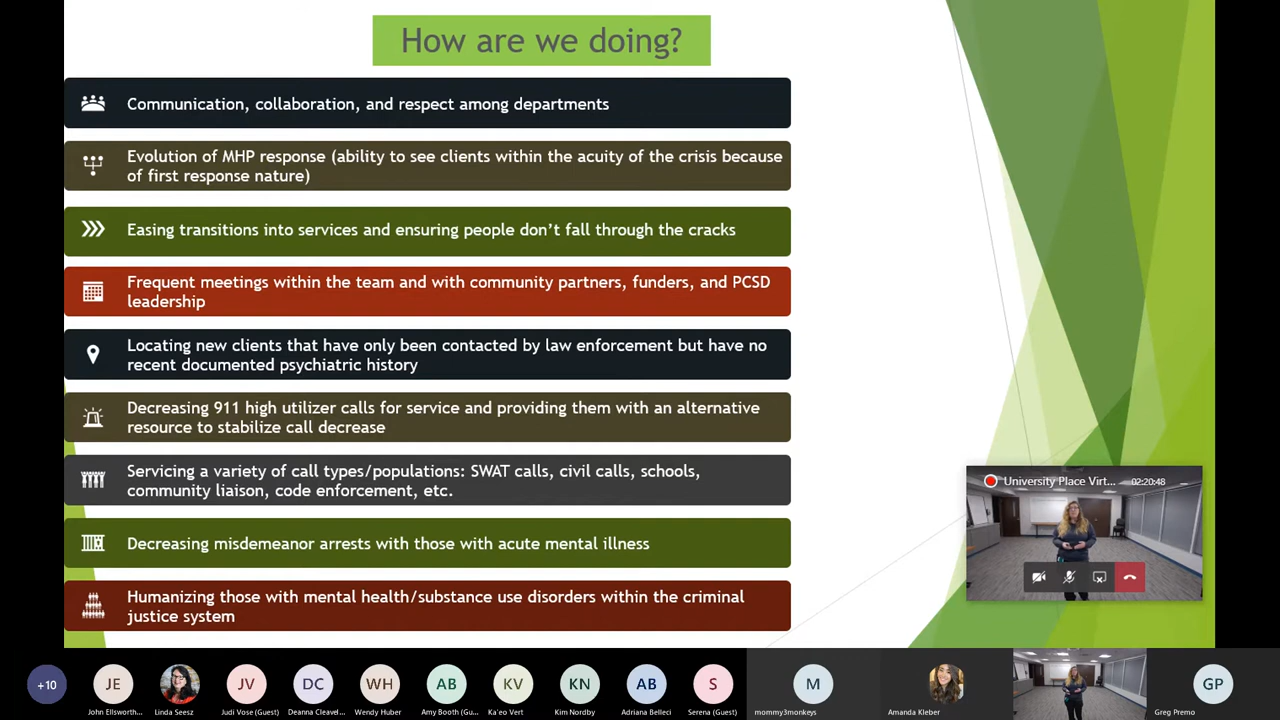 How are we doing?
Communication, collaboration, and respect among departments
Evolution of MHP response (ability to see clients within the acuity of the crisis because
of first response nature)
Easing transitions into services and ensuring people don't fall through the cracks
Frequent meetings within the team and with community partners, funders, and PCSD
leadership
Locating new clients that have only been contacted by law enforcement but have no
recent documented psychiatric history
Decreasing 911 high utilizer calls for service and providing them with an alternative
resource to stabilize call decrease
Servicing a variety of call types/populations: SWAT calls, civil calls, schools,
community liaison, code enforcement, etc.
Decreasing misdemeanor arrests with those with acute mental illness
Humanizing those with mental health/substance use disorders within the criminal
justice system
University Place Virt... 02:20:48
+10 JE JV DC WH AB KV KN AB S M GP
John Ellsworth... Linda Seesz Judi Vose (Guest) Deanna Cleavel... Wendy Huber Amy Booth (Gu... Ka'eo Vert Kim Nordby Adriana Belleci Serena (Guest) mommy3monkeys Amanda Kleber Greg Premo